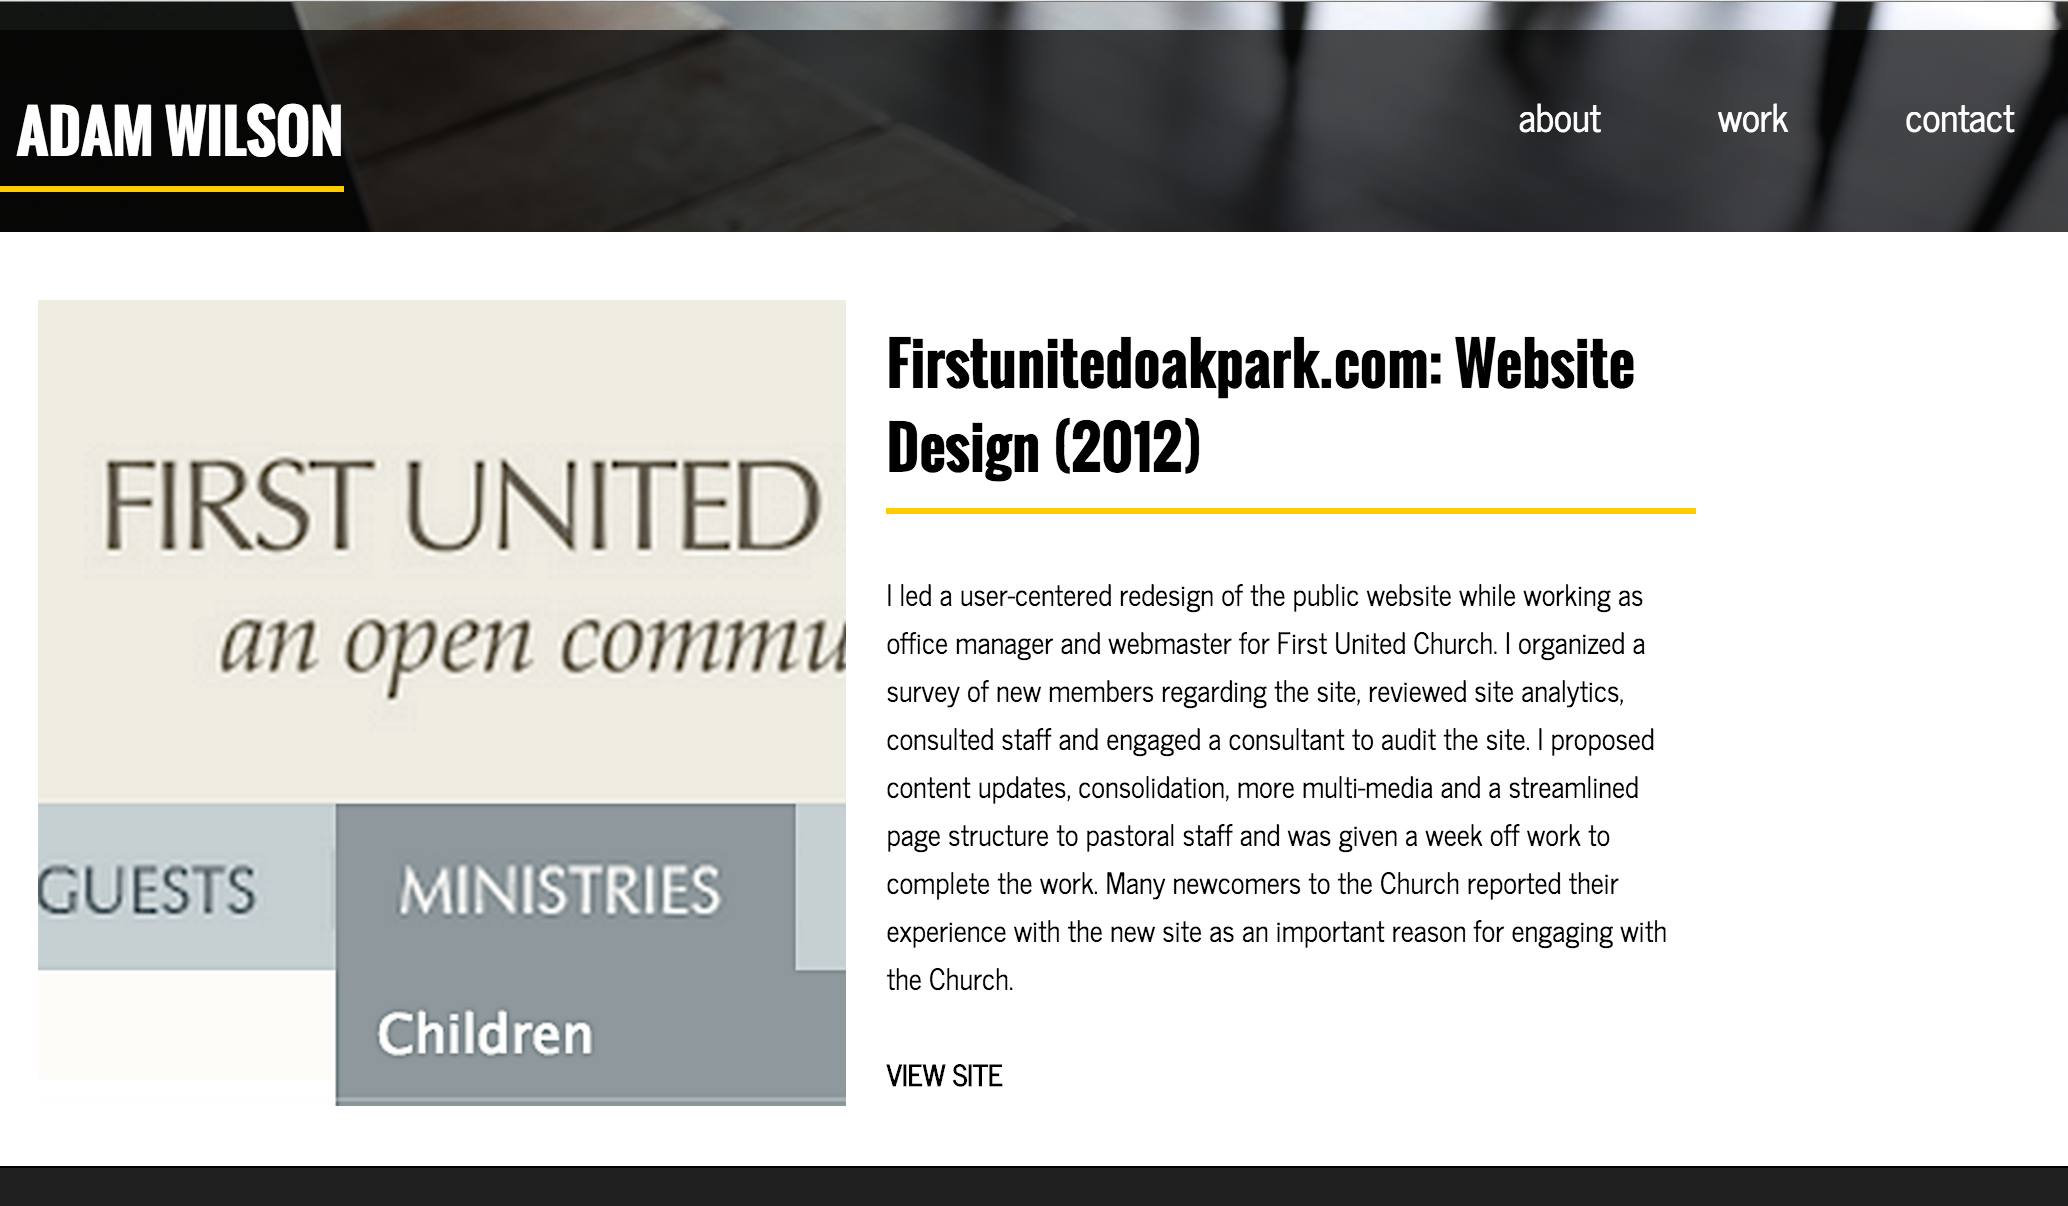 ADAM WILSON
about work contact
FIRST UNITED
an open commu
GUESTS
MINISTRIES
Children
Firstunitedoakpark.com: Website
Design (2012)
I led a user-centered redesign of the public website while working as
office manager and webmaster for First United Church. I organized a
survey of new members regarding the site, reviewed site analytics,
consulted staff and engaged a consultant to audit the site. I proposed
content updates, consolidation, more multi-media and a streamlined
page structure to pastoral staff and was given a week off work to
complete the work. Many newcomers to the Church reported their
experience with the new site as an important reason for engaging with
the Church.
VIEW SITE